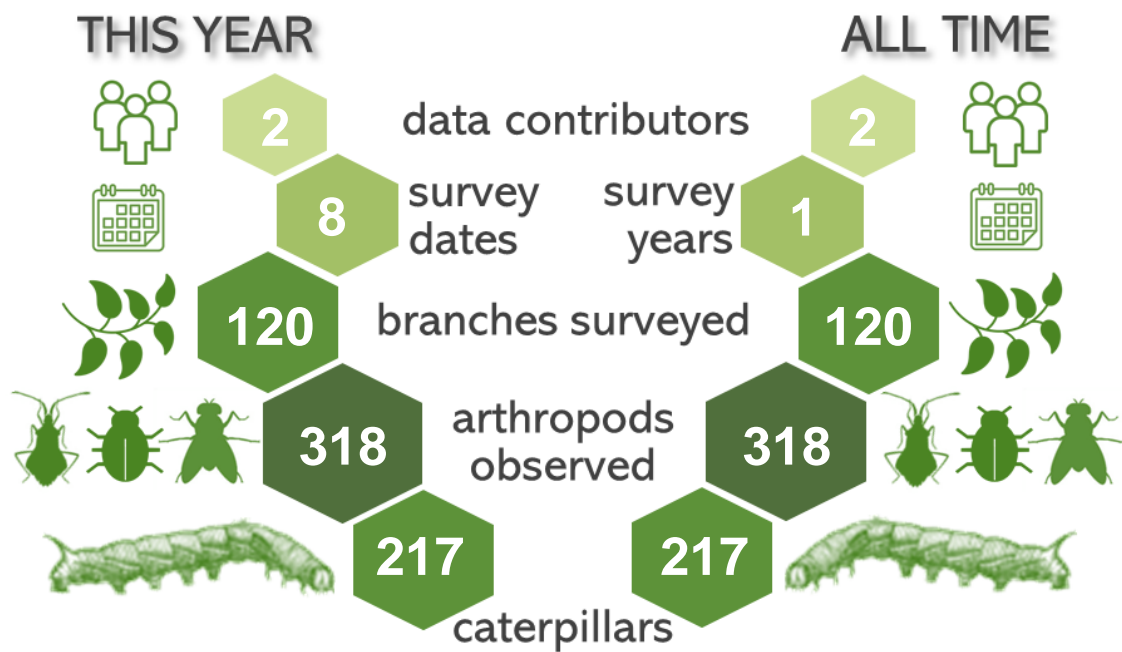 THIS YEAR
ALL TIME
2
data contributors
2
8
survey
dates
survey
years
1
120
branches surveyed
120
318
arthropods
observed
318
217
217
caterpillars